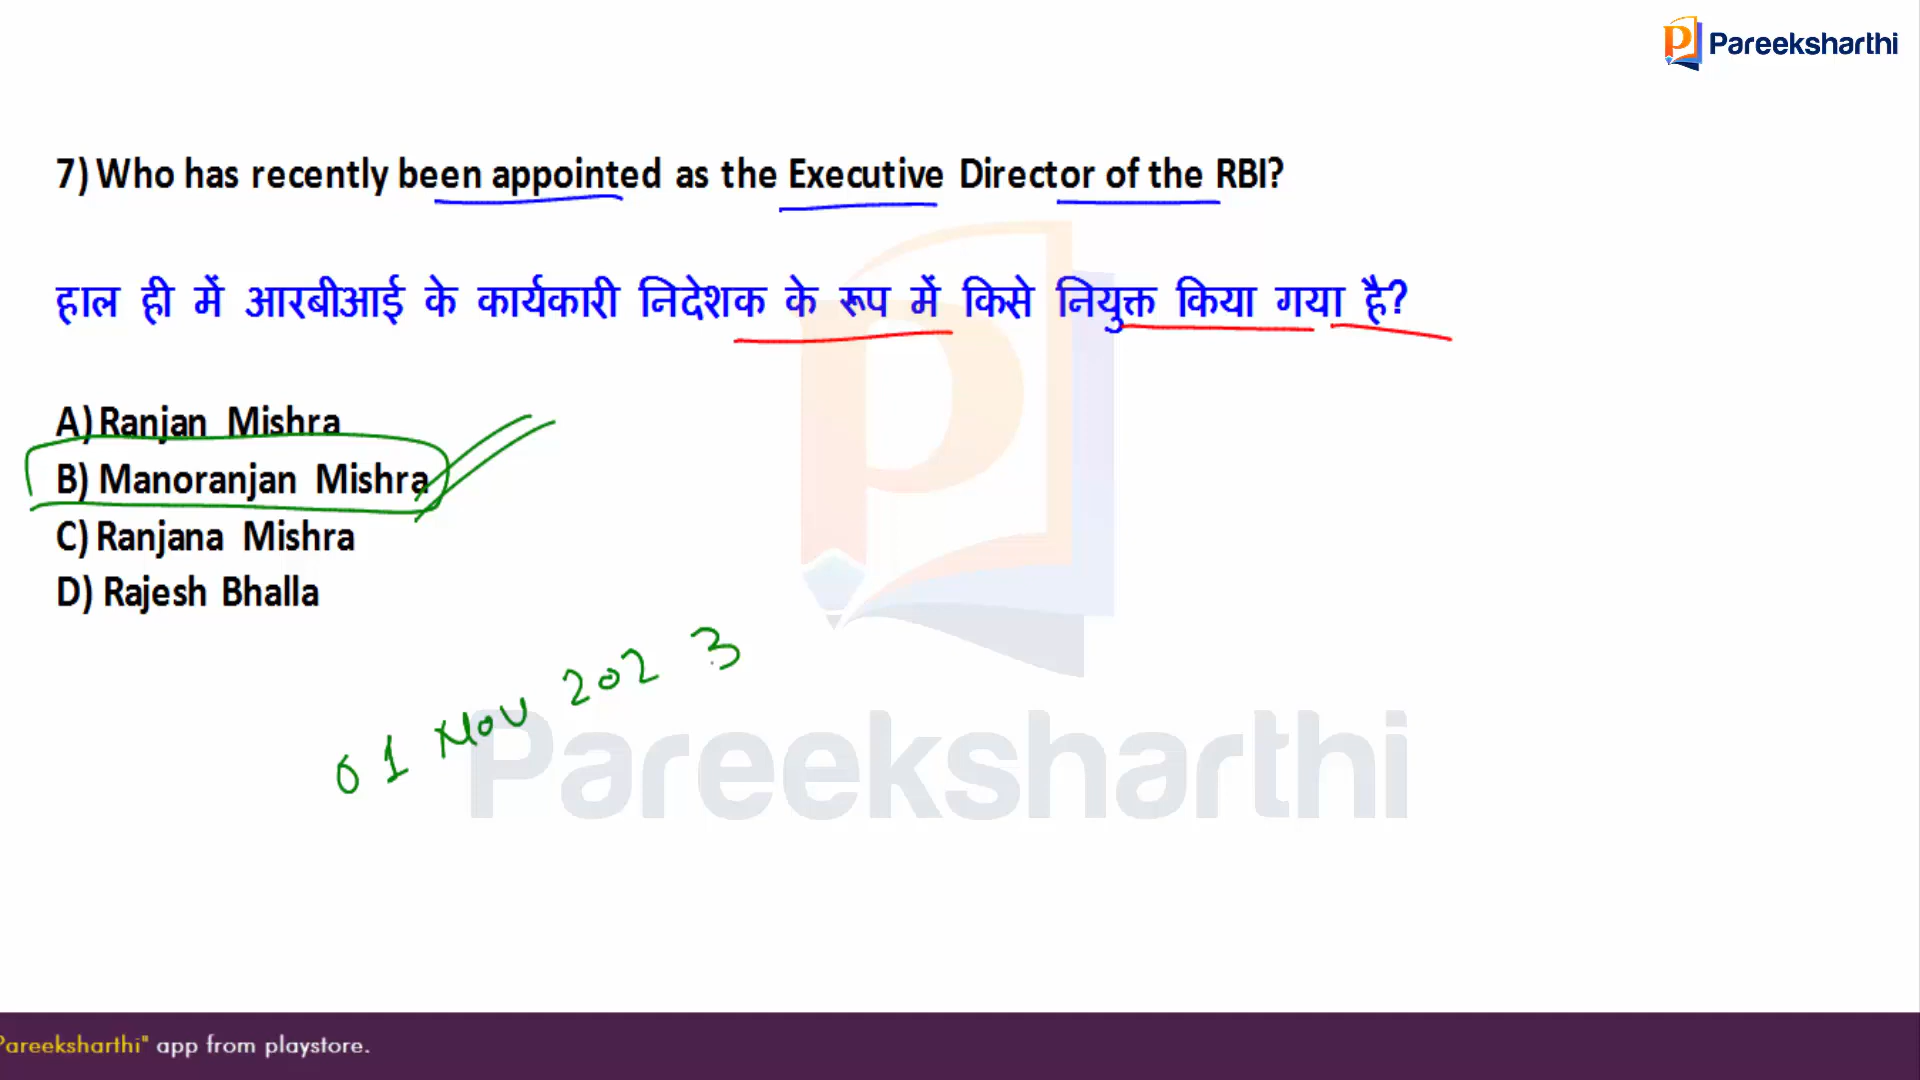 Pareeksharthi
7) Who has recently been appointed as the Executive Director of the RBI?
हाल ही में आरबीआई के कार्यकारी निदेशक के रूप में किसे नियुक्त किया गया है?
A) Ranjan Mishra
B) Manoranjan Mishra
C) Ranjana Mishra
D) Rajesh Bhalla
01 Nov 2023
Pareeksharthi
Pareeksharthi" app from playstore.